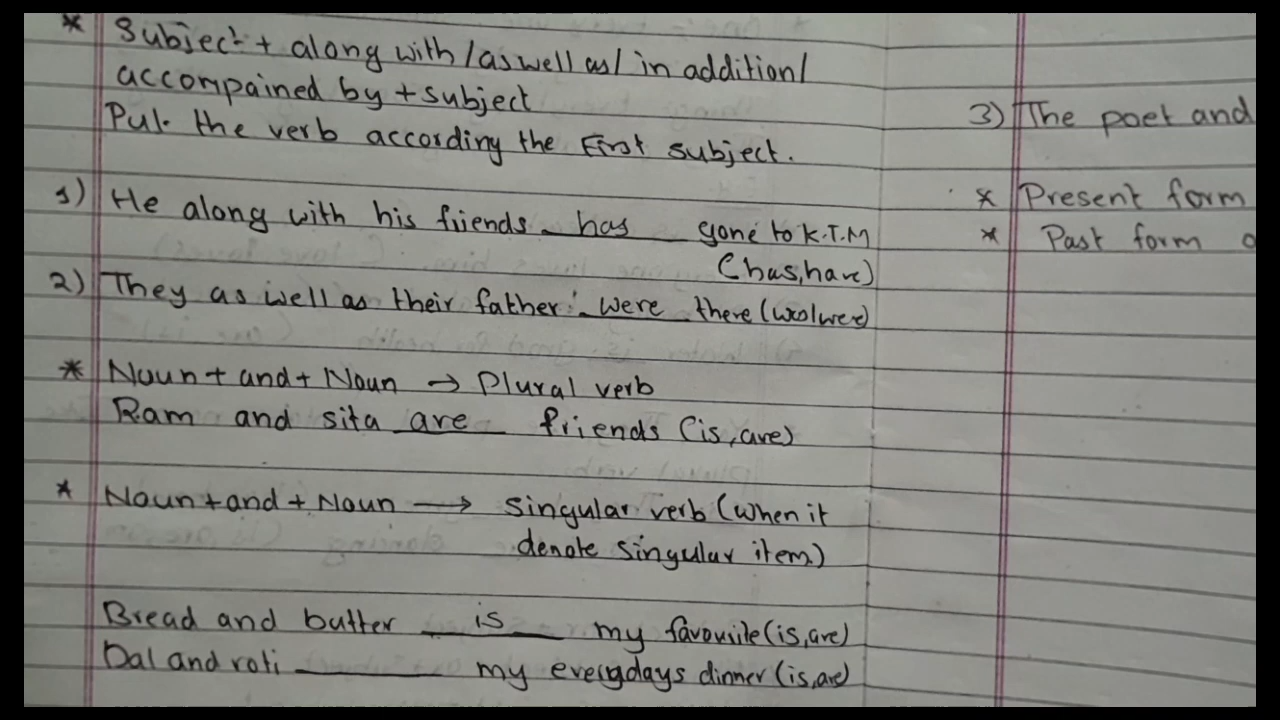 * Subject + along with / as well as / in addition /
accompained by + subject
Put the verb according the First subject.
1) He along with his friends has gone to K.T.M
(has, have)
2) They as well as their father were there (was/were)
* Noun + and + Noun → Plural verb
Ram and sita are friends (is, are)
* Noun + and + Noun → singular verb (when it
denote singular item)
Bread and butter is my favourite (is, are)
Dal and roti ______ my everydays dinner (is, are)
3) The poet and
* Present form
* Past form o